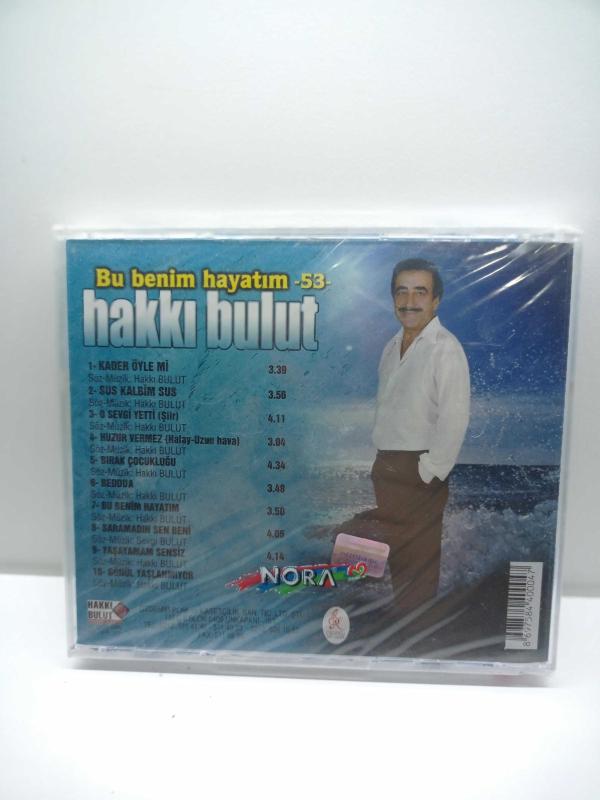 Bu benim hayatım -53-
hakkı bulut
1- KADER ÖYLE Mİ 3.39
Söz-Müzik: Hakkı BULUT
2- SUS KALBİM SUS 3.56
Söz-Müzik: Hakkı BULUT
3- O SEVGİ YETTİ (Şiir) 4.11
Söz-Müzik: Hakkı BULUT
4- HUZUR VERMEZ (Halay-Uzun hava) 3.04
Söz-Müzik: Hakkı BULUT
5- BIRAK ÇOCUKLUĞU 4.34
Söz-Müzik: Hakkı BULUT
6- BEDDUA 3.48
Söz-Müzik: Hakkı BULUT
7- BU BENİM HAYATIM 3.50
Söz-Müzik: Hakkı BULUT
8- SARAMADIN SEN BENİ 4.05
Söz-Müzik: Sevgi BULUT
9- YAŞAYAMAM SENSİZ 4.14
Söz-Müzik: Hakkı BULUT
10- GÖNÜL YAŞLANMIYOR
NORA
HAKKI
BULUT
8 697584 400047